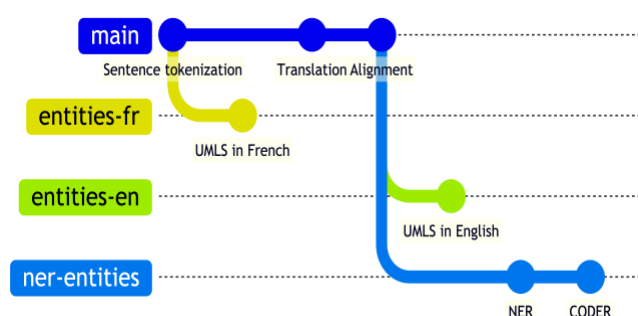 main
Sentence tokenization
Translation Alignment
entities-fr
UMLS in French
entities-en
UMLS in English
ner-entities
NER
CODER